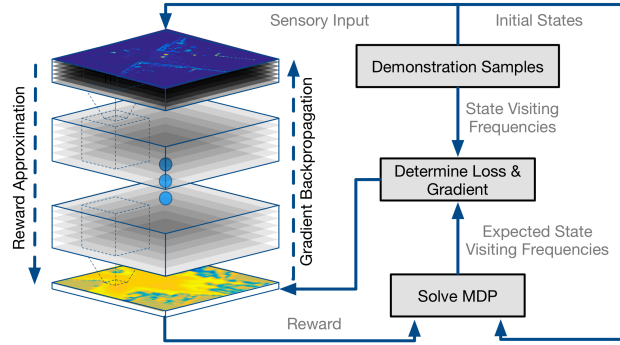 Sensory Input
Initial States
Demonstration Samples
State Visiting
Frequencies
Reward Approximation
Gradient Backpropagation
Determine Loss &
Gradient
Expected State
Visiting Frequencies
Solve MDP
Reward